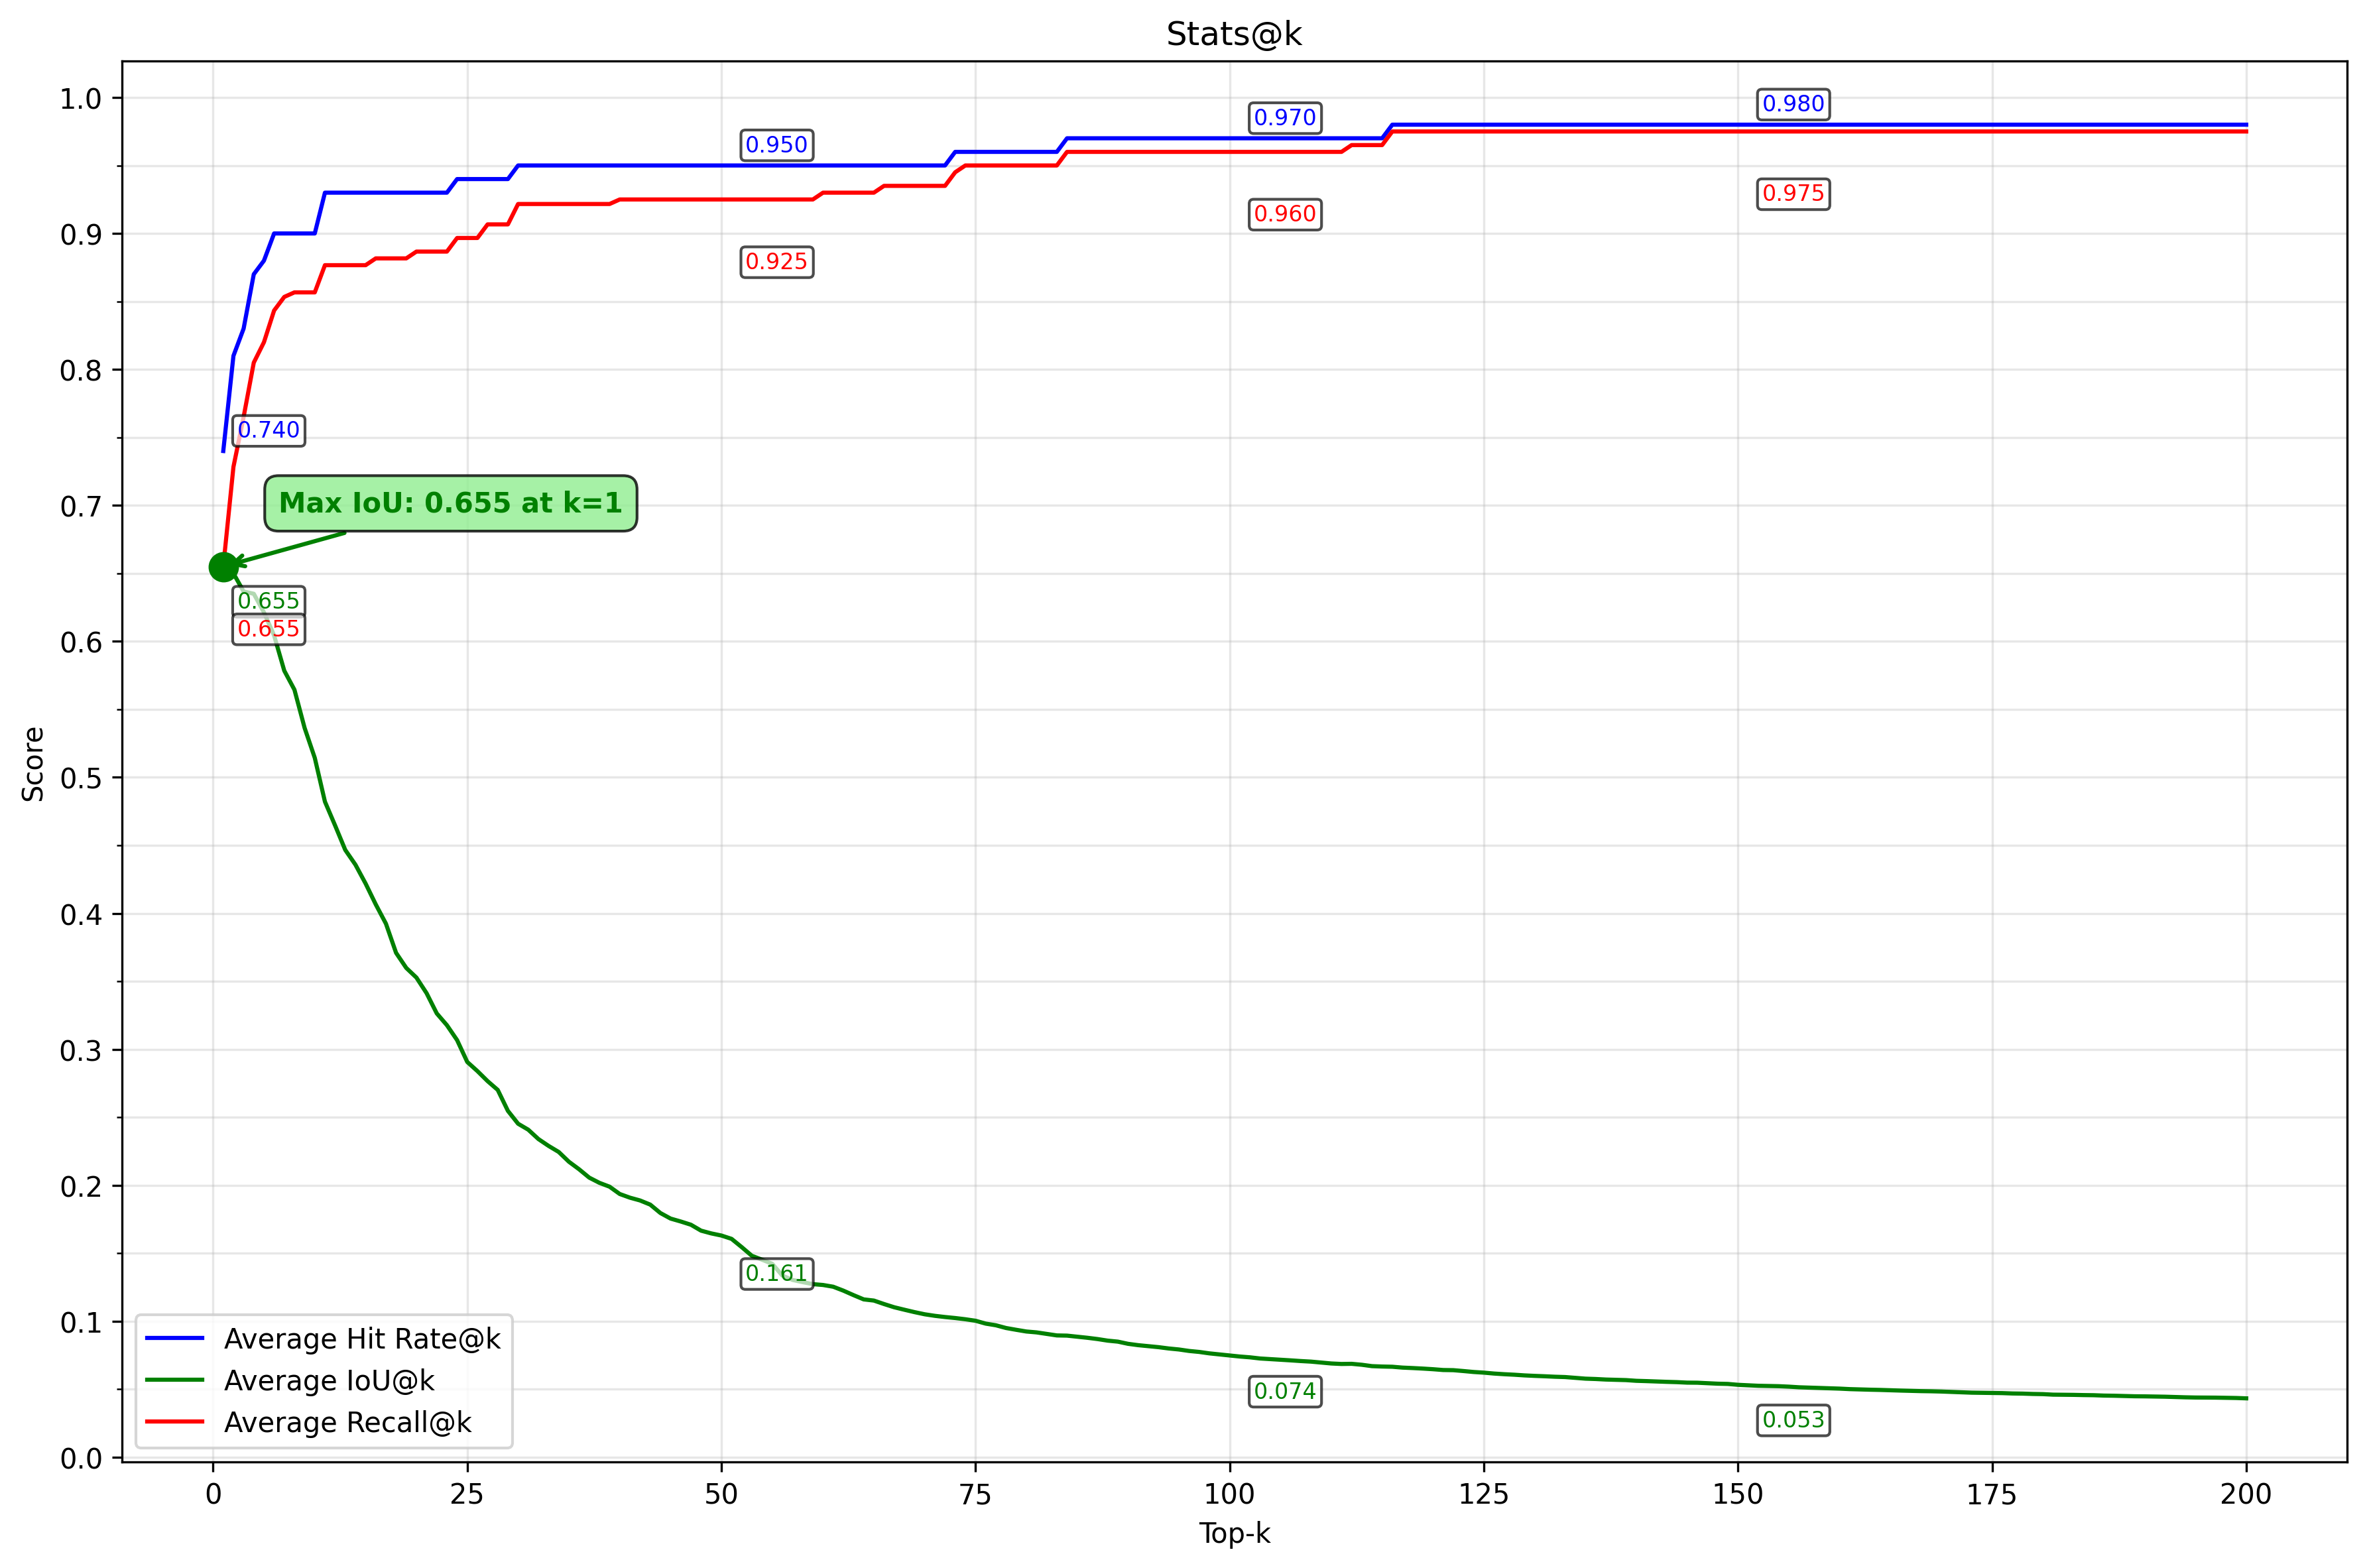 Stats@k
1.0
0.9
0.8
0.7
0.6
0.5
0.4
0.3
0.2
0.1
0.0
Score
0.950
0.970
0.980
0.925
0.960
0.975
0.740
Max IoU: 0.655 at k=1
0.655
0.655
0.161
0.074
0.053
Average Hit Rate@k
Average IoU@k
Average Recall@k
0 25 50 75 100 125 150 175 200
Top-k